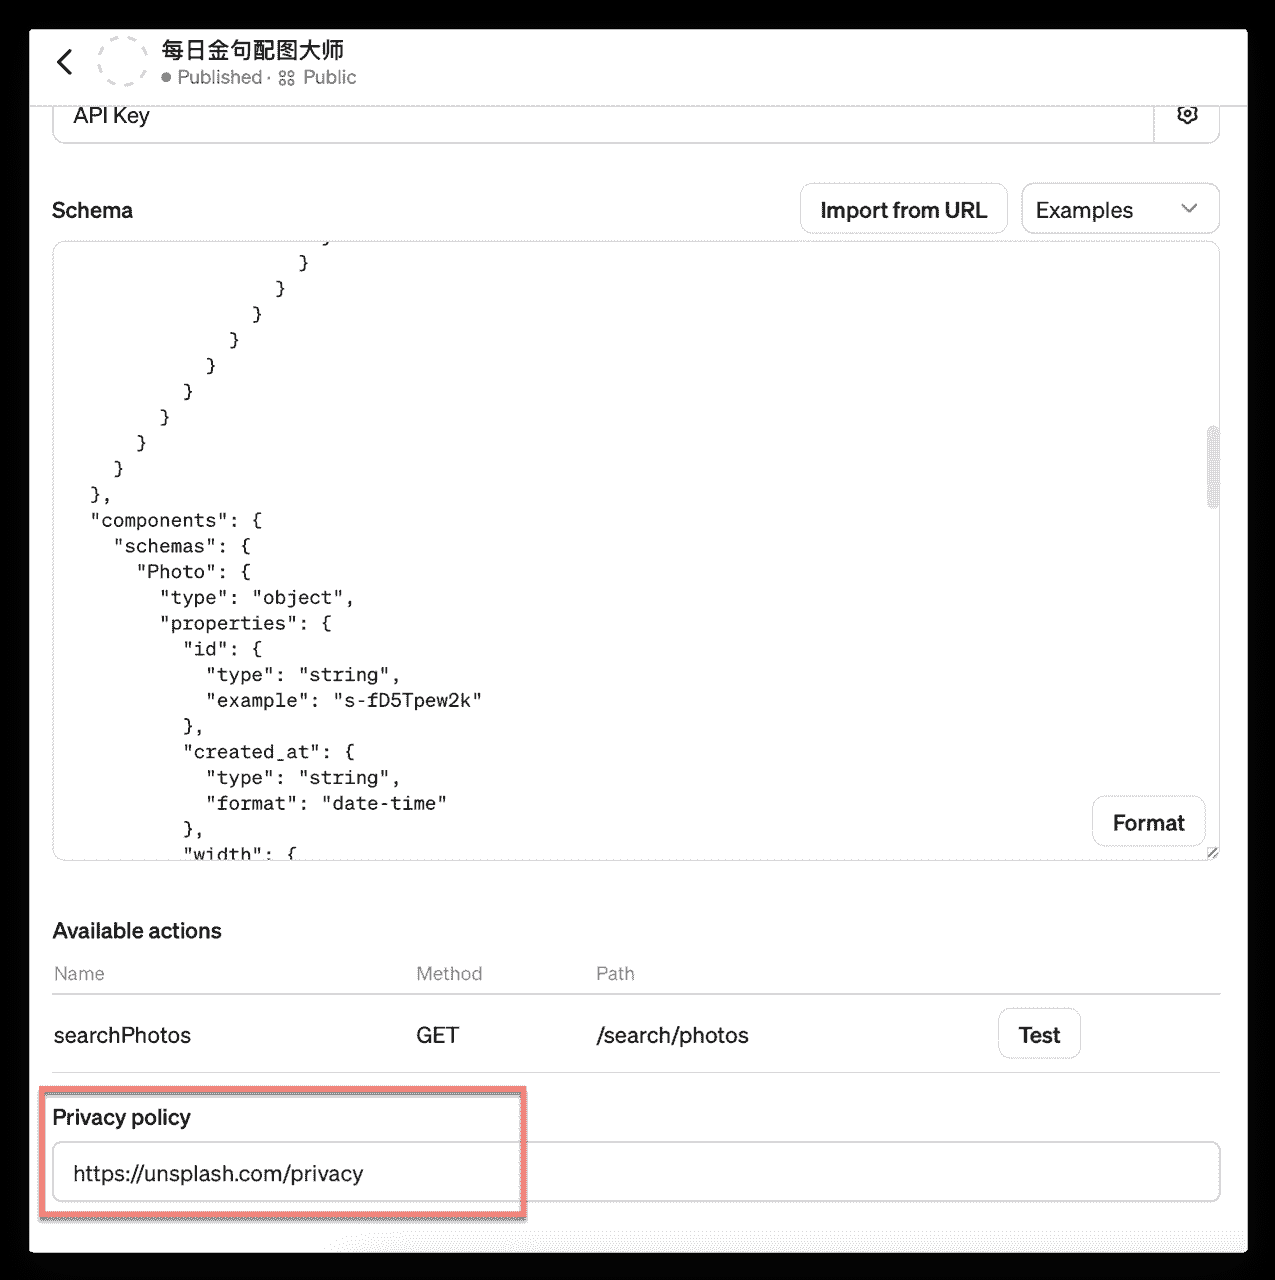 每日金句配图大师
Published · Public
API Key
Schema
Import from URL
Examples
}
}
}
}
}
}
}
}
}
},
"components": {
"schemas": {
"Photo": {
"type": "object",
"properties": {
"id": {
"type": "string",
"example": "s-fD5Tpew2k"
},
"created_at": {
"type": "string",
"format": "date-time"
},
"width": {
Format
Available actions
Name Method Path
searchPhotos GET /search/photos Test
Privacy policy
https://unsplash.com/privacy